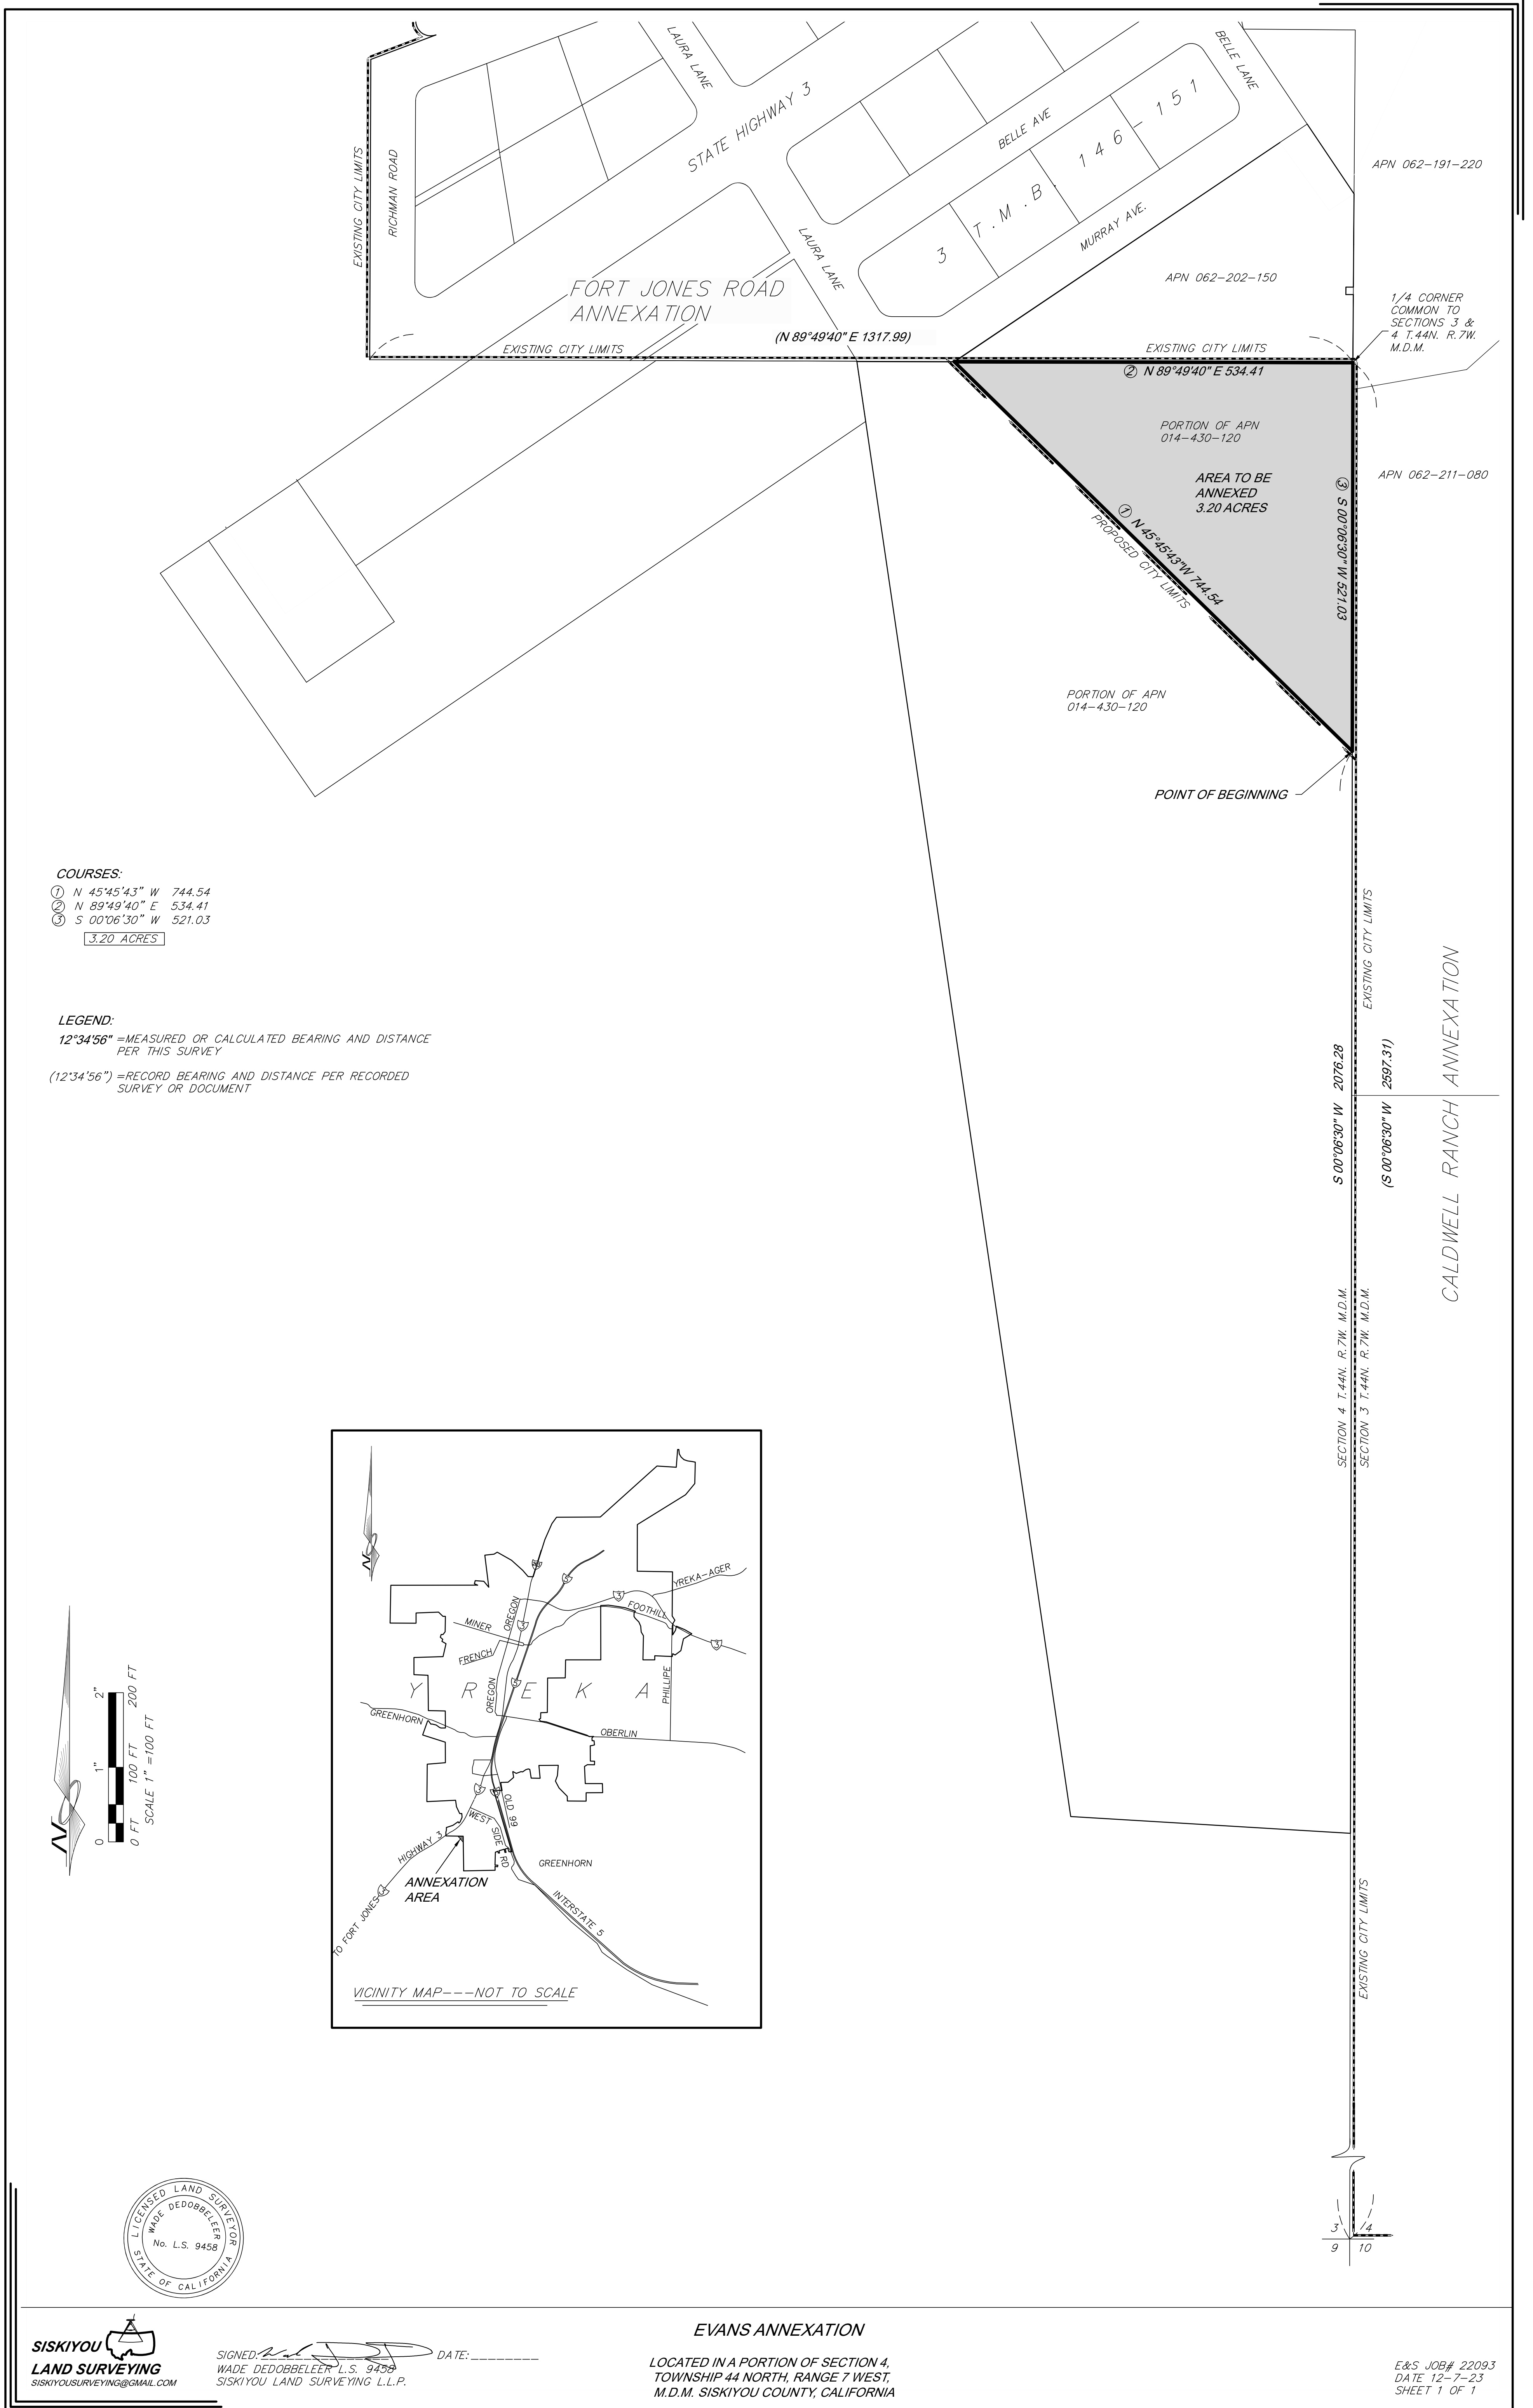 LAURA LANE
BELLE LANE
STATE HIGHWAY 3
BELLE AVE
3 T.M.B. 146-151
EXISTING CITY LIMITS
RICHMAN ROAD
APN 062-191-220
LAURA LANE
MURRAY AVE.
APN 062-202-150
FORT JONES ROAD
ANNEXATION
1/4 CORNER
COMMON TO
SECTIONS 3 &
4 T.44N. R.7W.
M.D.M.
(N 89°49'40" E 1317.99)
EXISTING CITY LIMITS
EXISTING CITY LIMITS
2 N 89°49'40" E 534.41
PORTION OF APN
014-430-120
AREA TO BE
ANNEXED
3.20 ACRES
APN 062-211-080
3 S 00°06'30" W 521.03
1 N 45°45'43"W 744.54
PROPOSED CITY LIMITS
PORTION OF APN
014-430-120
POINT OF BEGINNING
COURSES:
1 N 45°45'43" W 744.54
2 N 89°49'40" E 534.41
3 S 00°06'30" W 521.03
3.20 ACRES
EXISTING CITY LIMITS
LEGEND:
12°34'56" =MEASURED OR CALCULATED BEARING AND DISTANCE
PER THIS SURVEY
(12°34'56") =RECORD BEARING AND DISTANCE PER RECORDED
SURVEY OR DOCUMENT
S 00°06'30" W 2076.28
(S 00°06'30" W 2597.31)
CALDWELL RANCH ANNEXATION
SECTION 4 T.44N. R.7W. M.D.M.
SECTION 3 T.44N. R.7W. M.D.M.
N
YREKA-AGER
3
5
3
FOOTHILL
OREGON
MINER
3
FRENCH
3
5
OREGON
PHILLIPE
Y R E K A
GREENHORN
OBERLIN
3
OLD 99
WEST SIDE RD
HIGHWAY 3
GREENHORN
ANNEXATION
AREA
TO FORT JONES
INTERSTATE 5
VICINITY MAP---NOT TO SCALE
N
0 1" 2"
0 FT 100 FT 200 FT
SCALE 1" =100 FT
EXISTING CITY LIMITS
3 4
9 10
LICENSED LAND SURVEYOR
WADE DEDOBBELEER
No. L.S. 9458
STATE OF CALIFORNIA
SISKIYOU
LAND SURVEYING
SISKIYOUSURVEYING@GMAIL.COM
SIGNED:____________ DATE:________
WADE DEDOBBELEER L.S. 9458
SISKIYOU LAND SURVEYING L.L.P.
EVANS ANNEXATION
LOCATED IN A PORTION OF SECTION 4,
TOWNSHIP 44 NORTH, RANGE 7 WEST,
M.D.M. SISKIYOU COUNTY, CALIFORNIA
E&S JOB# 22093
DATE 12-7-23
SHEET 1 OF 1